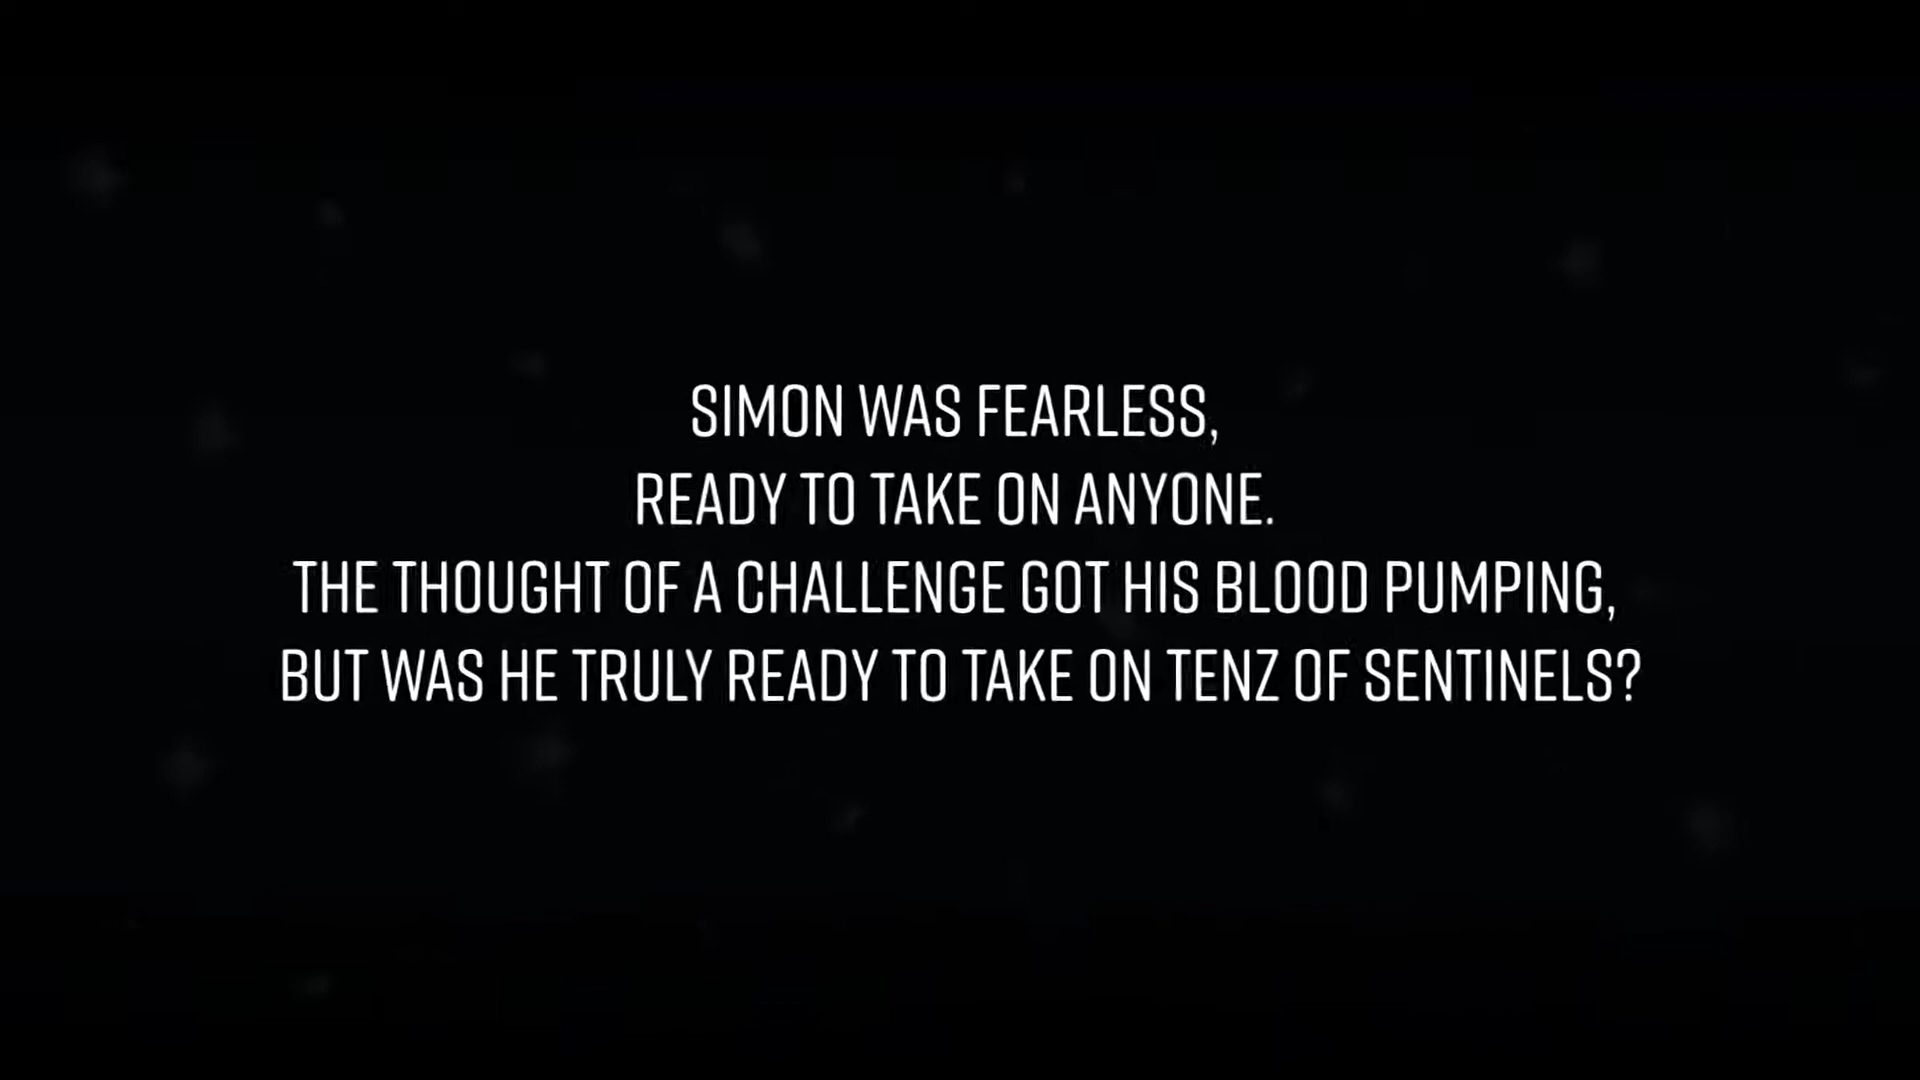 SIMON WAS FEARLESS,
READY TO TAKE ON ANYONE.
THE THOUGHT OF A CHALLENGE GOT HIS BLOOD PUMPING,
BUT WAS HE TRULY READY TO TAKE ON TENZ OF SENTINELS?